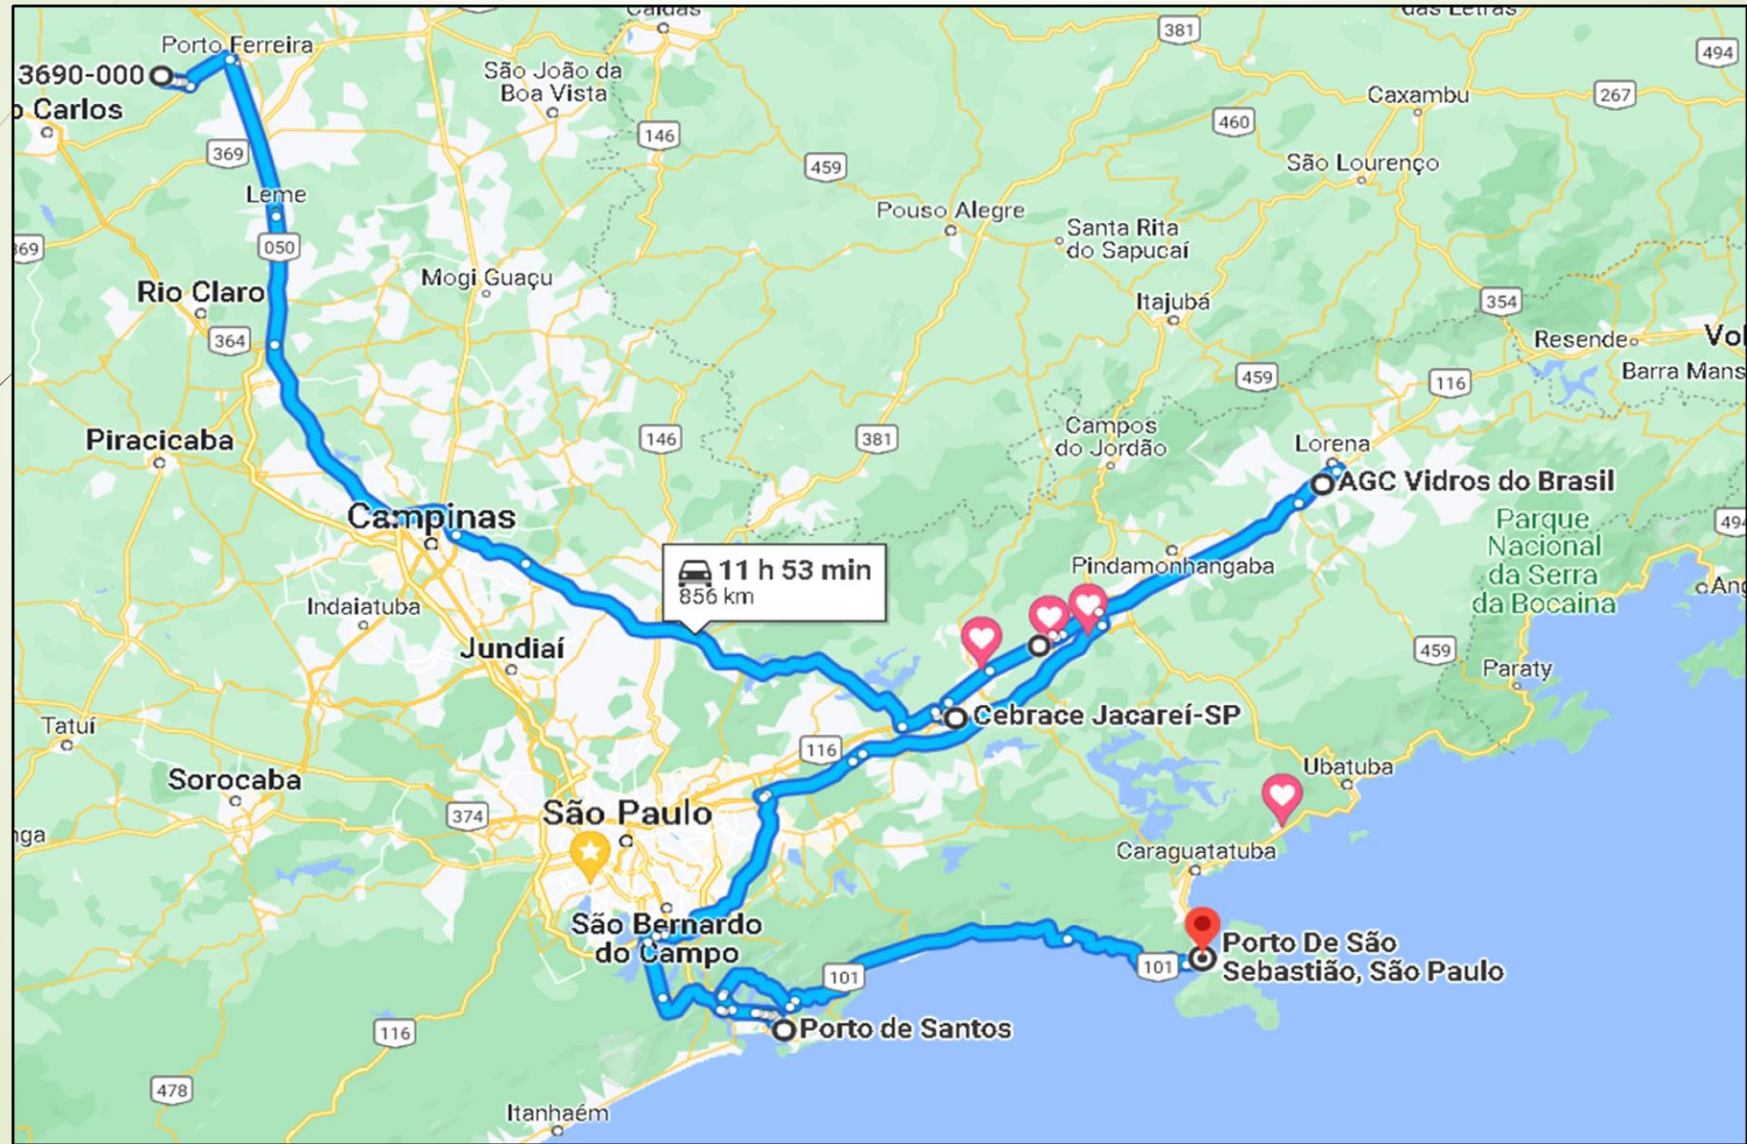 Caldas
das Letras
381
494
Porto Ferreira
3690-000
São João da
Boa Vista
Caxambu
267
o Carlos
460
146
369
459
São Lourenço
Leme
Pouso Alegre
Santa Rita
do Sapucaí
050
369
Mogi Guaçu
Rio Claro
Itajubá
354
364
Resende
Vol
459
116
Barra Mans
Piracicaba
146
381
Campos
do Jordão
Lorena
AGC Vidros do Brasil
Campinas
Parque
Nacional
da Serra
da Bocaina
494
11 h 53 min
856 km
Pindamonhangaba
Ang
Indaiatuba
Jundiaí
459
Paraty
Tatuí
Cebrace Jacareí-SP
116
Sorocaba
Ubatuba
374
São Paulo
nga
Caraguatatuba
São Bernardo
do Campo
101
101
Porto De São
Sebastião, São Paulo
116
Porto de Santos
478
Itanhaém